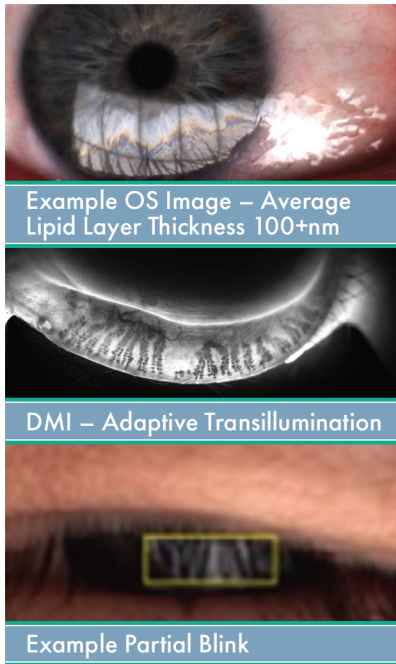 Example OS Image – Average
Lipid Layer Thickness 100+nm
DMI – Adaptive Transillumination
Example Partial Blink